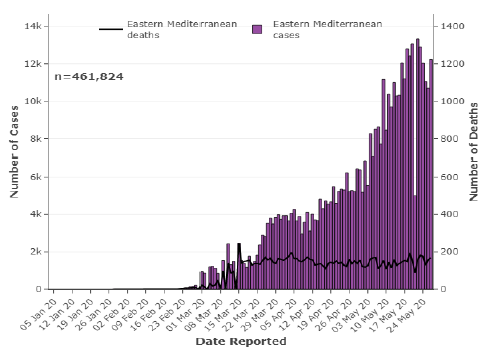 Eastern Mediterranean deaths
Eastern Mediterranean cases
n=461,824
Number of Cases
14k
12k
10k
8k
6k
4k
2k
0
Number of Deaths
1400
1200
1000
800
600
400
200
0
05 Jan 20
12 Jan 20
19 Jan 20
26 Jan 20
02 Feb 20
09 Feb 20
16 Feb 20
23 Feb 20
01 Mar 20
08 Mar 20
15 Mar 20
22 Mar 20
29 Mar 20
05 Apr 20
12 Apr 20
19 Apr 20
26 Apr 20
03 May 20
10 May 20
17 May 20
24 May 20
Date Reported